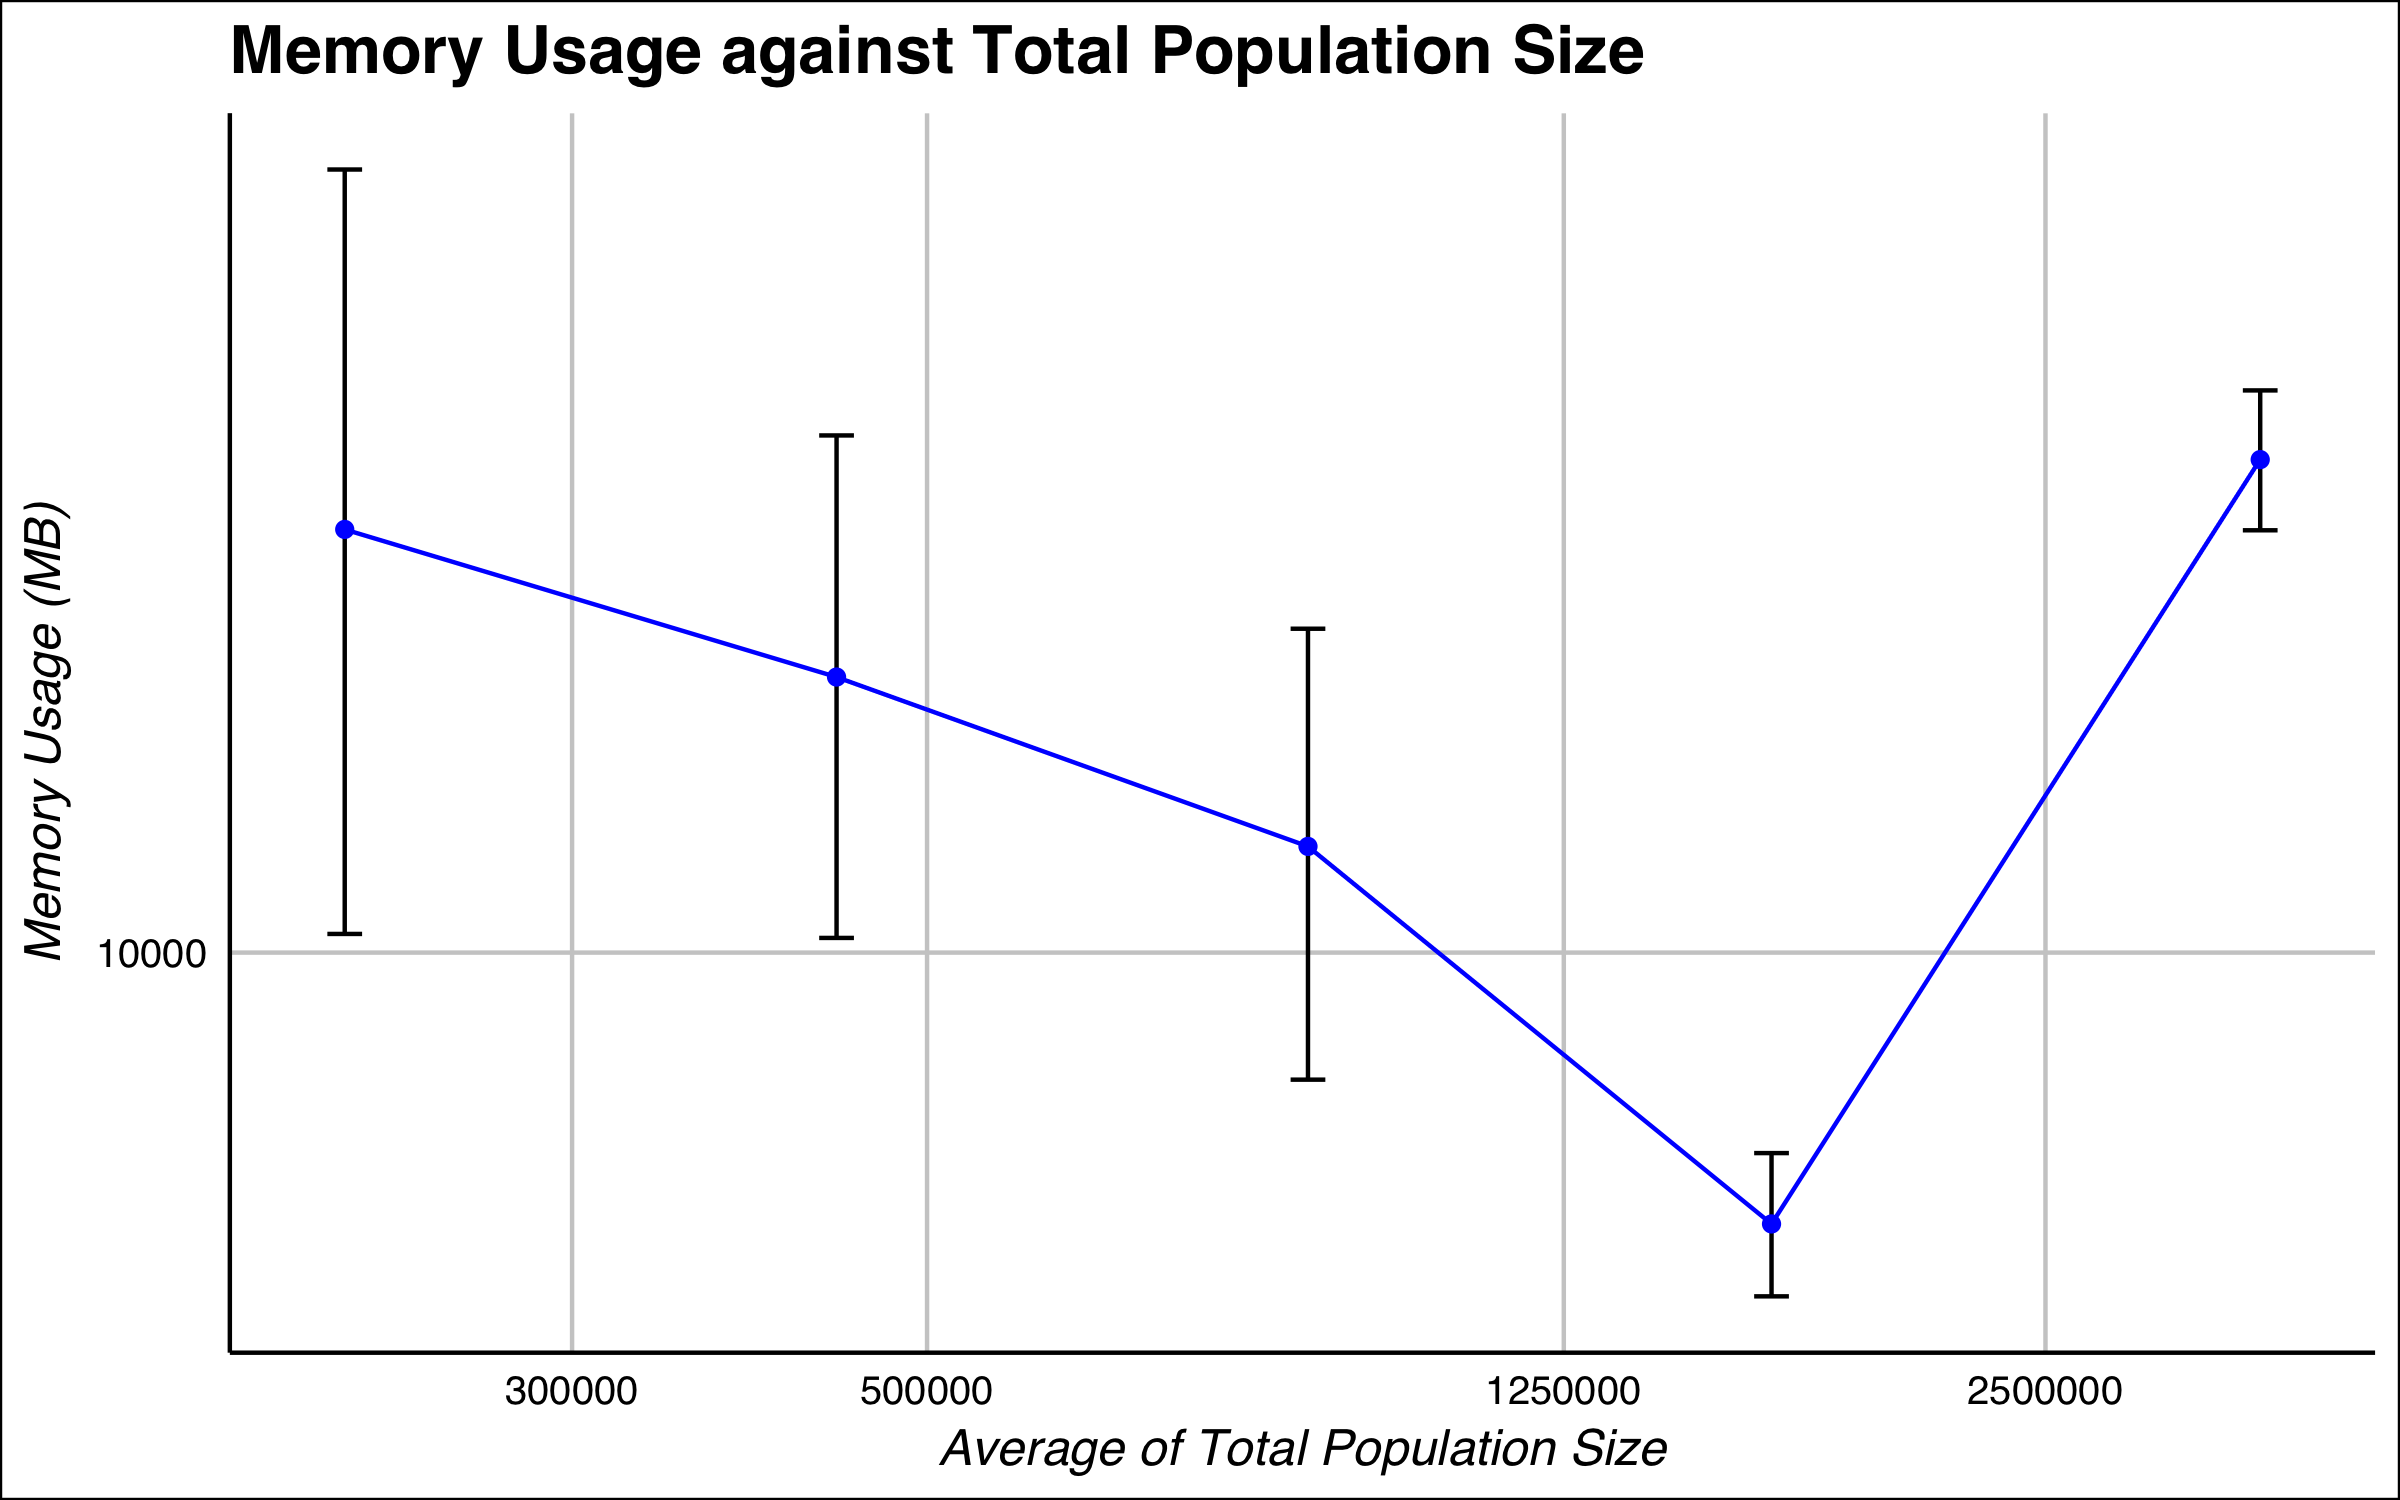 Memory Usage against Total Population Size
Memory Usage (MB)
10000
300000 500000 1250000 2500000
Average of Total Population Size